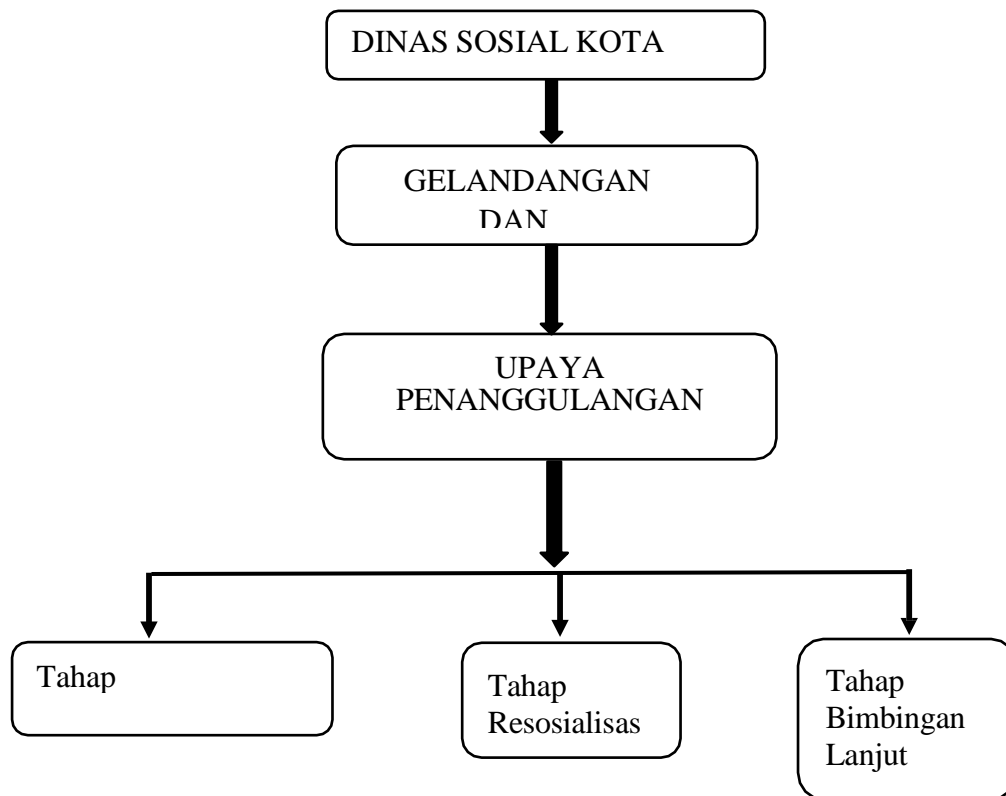 DINAS SOSIAL KOTA
GELANDANGAN
DAN
UPAYA
PENANGGULANGAN
Tahap
Tahap
Resosialisas
Tahap
Bimbingan
Lanjut